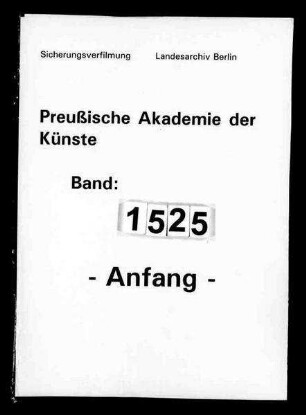 Sicherungsverfilmung Landesarchiv Berlin
Preußische Akademie der
Künste
Band:
1525
- Anfang -